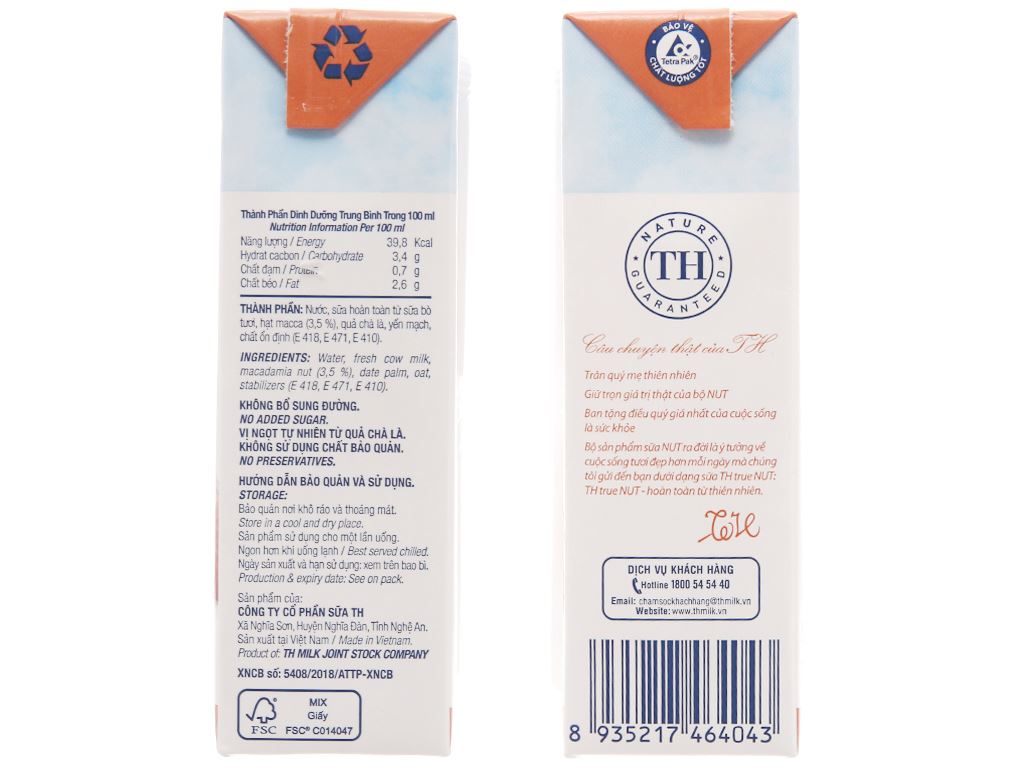 Thành Phần Dinh Dưỡng Trung Bình Trong 100 ml
Nutrition Information Per 100 ml
Năng lượng / Energy 39,8 Kcal
Hydrat cacbon / Carbohydrate 3,4 g
Chất đạm / Protein 0,7 g
Chất béo / Fat 2,6 g
THÀNH PHẦN: Nước, sữa hoàn toàn từ sữa bò
tươi, hạt macca (3,5 %), quả chà là, yến mạch,
chất ổn định (E 418, E 471, E 410).
INGREDIENTS: Water, fresh cow milk,
macadamia nut (3,5 %), date palm, oat,
stabilizers (E 418, E 471, E 410).
KHÔNG BỔ SUNG ĐƯỜNG.
NO ADDED SUGAR.
VỊ NGỌT TỰ NHIÊN TỪ QUẢ CHÀ LÀ.
KHÔNG SỬ DỤNG CHẤT BẢO QUẢN.
NO PRESERVATIVES.
HƯỚNG DẪN BẢO QUẢN VÀ SỬ DỤNG.
STORAGE:
Bảo quản nơi khô ráo và thoáng mát.
Store in a cool and dry place.
Sản phẩm sử dụng cho một lần uống.
Ngon hơn khi uống lạnh / Best served chilled.
Ngày sản xuất và hạn sử dụng: xem trên bao bì.
Production & expiry date: See on pack.
Sản phẩm của:
CÔNG TY CỔ PHẦN SỮA TH
Xã Nghĩa Sơn, Huyện Nghĩa Đàn, Tỉnh Nghệ An.
Sản xuất tại Việt Nam / Made in Vietnam.
Product of: TH MILK JOINT STOCK COMPANY
XNCB số: 5408/2018/ATTP-XNCB
FSC
MIX
Giấy
FSC® C014047
BẢO VỆ
Tetra Pak®
CHẤT LƯỢNG TỐT
NATURE
TH
GUARANTEED
Câu chuyện thật của TH
Trân quý mẹ thiên nhiên
Giữ trọn giá trị thật của bộ NUT
Ban tặng điều quý giá nhất của cuộc sống
là sức khỏe
Bộ sản phẩm sữa NUT ra đời là ý tưởng về
cuộc sống tươi đẹp hơn mỗi ngày mà chúng
tôi gửi đến bạn dưới dạng sữa TH true NUT:
TH true NUT - hoàn toàn từ thiên nhiên.
TH
DỊCH VỤ KHÁCH HÀNG
Hotline 1800 54 54 40
Email: chamsockhachhang@thmilk.vn
Website: www.thmilk.vn
8 935217 464043